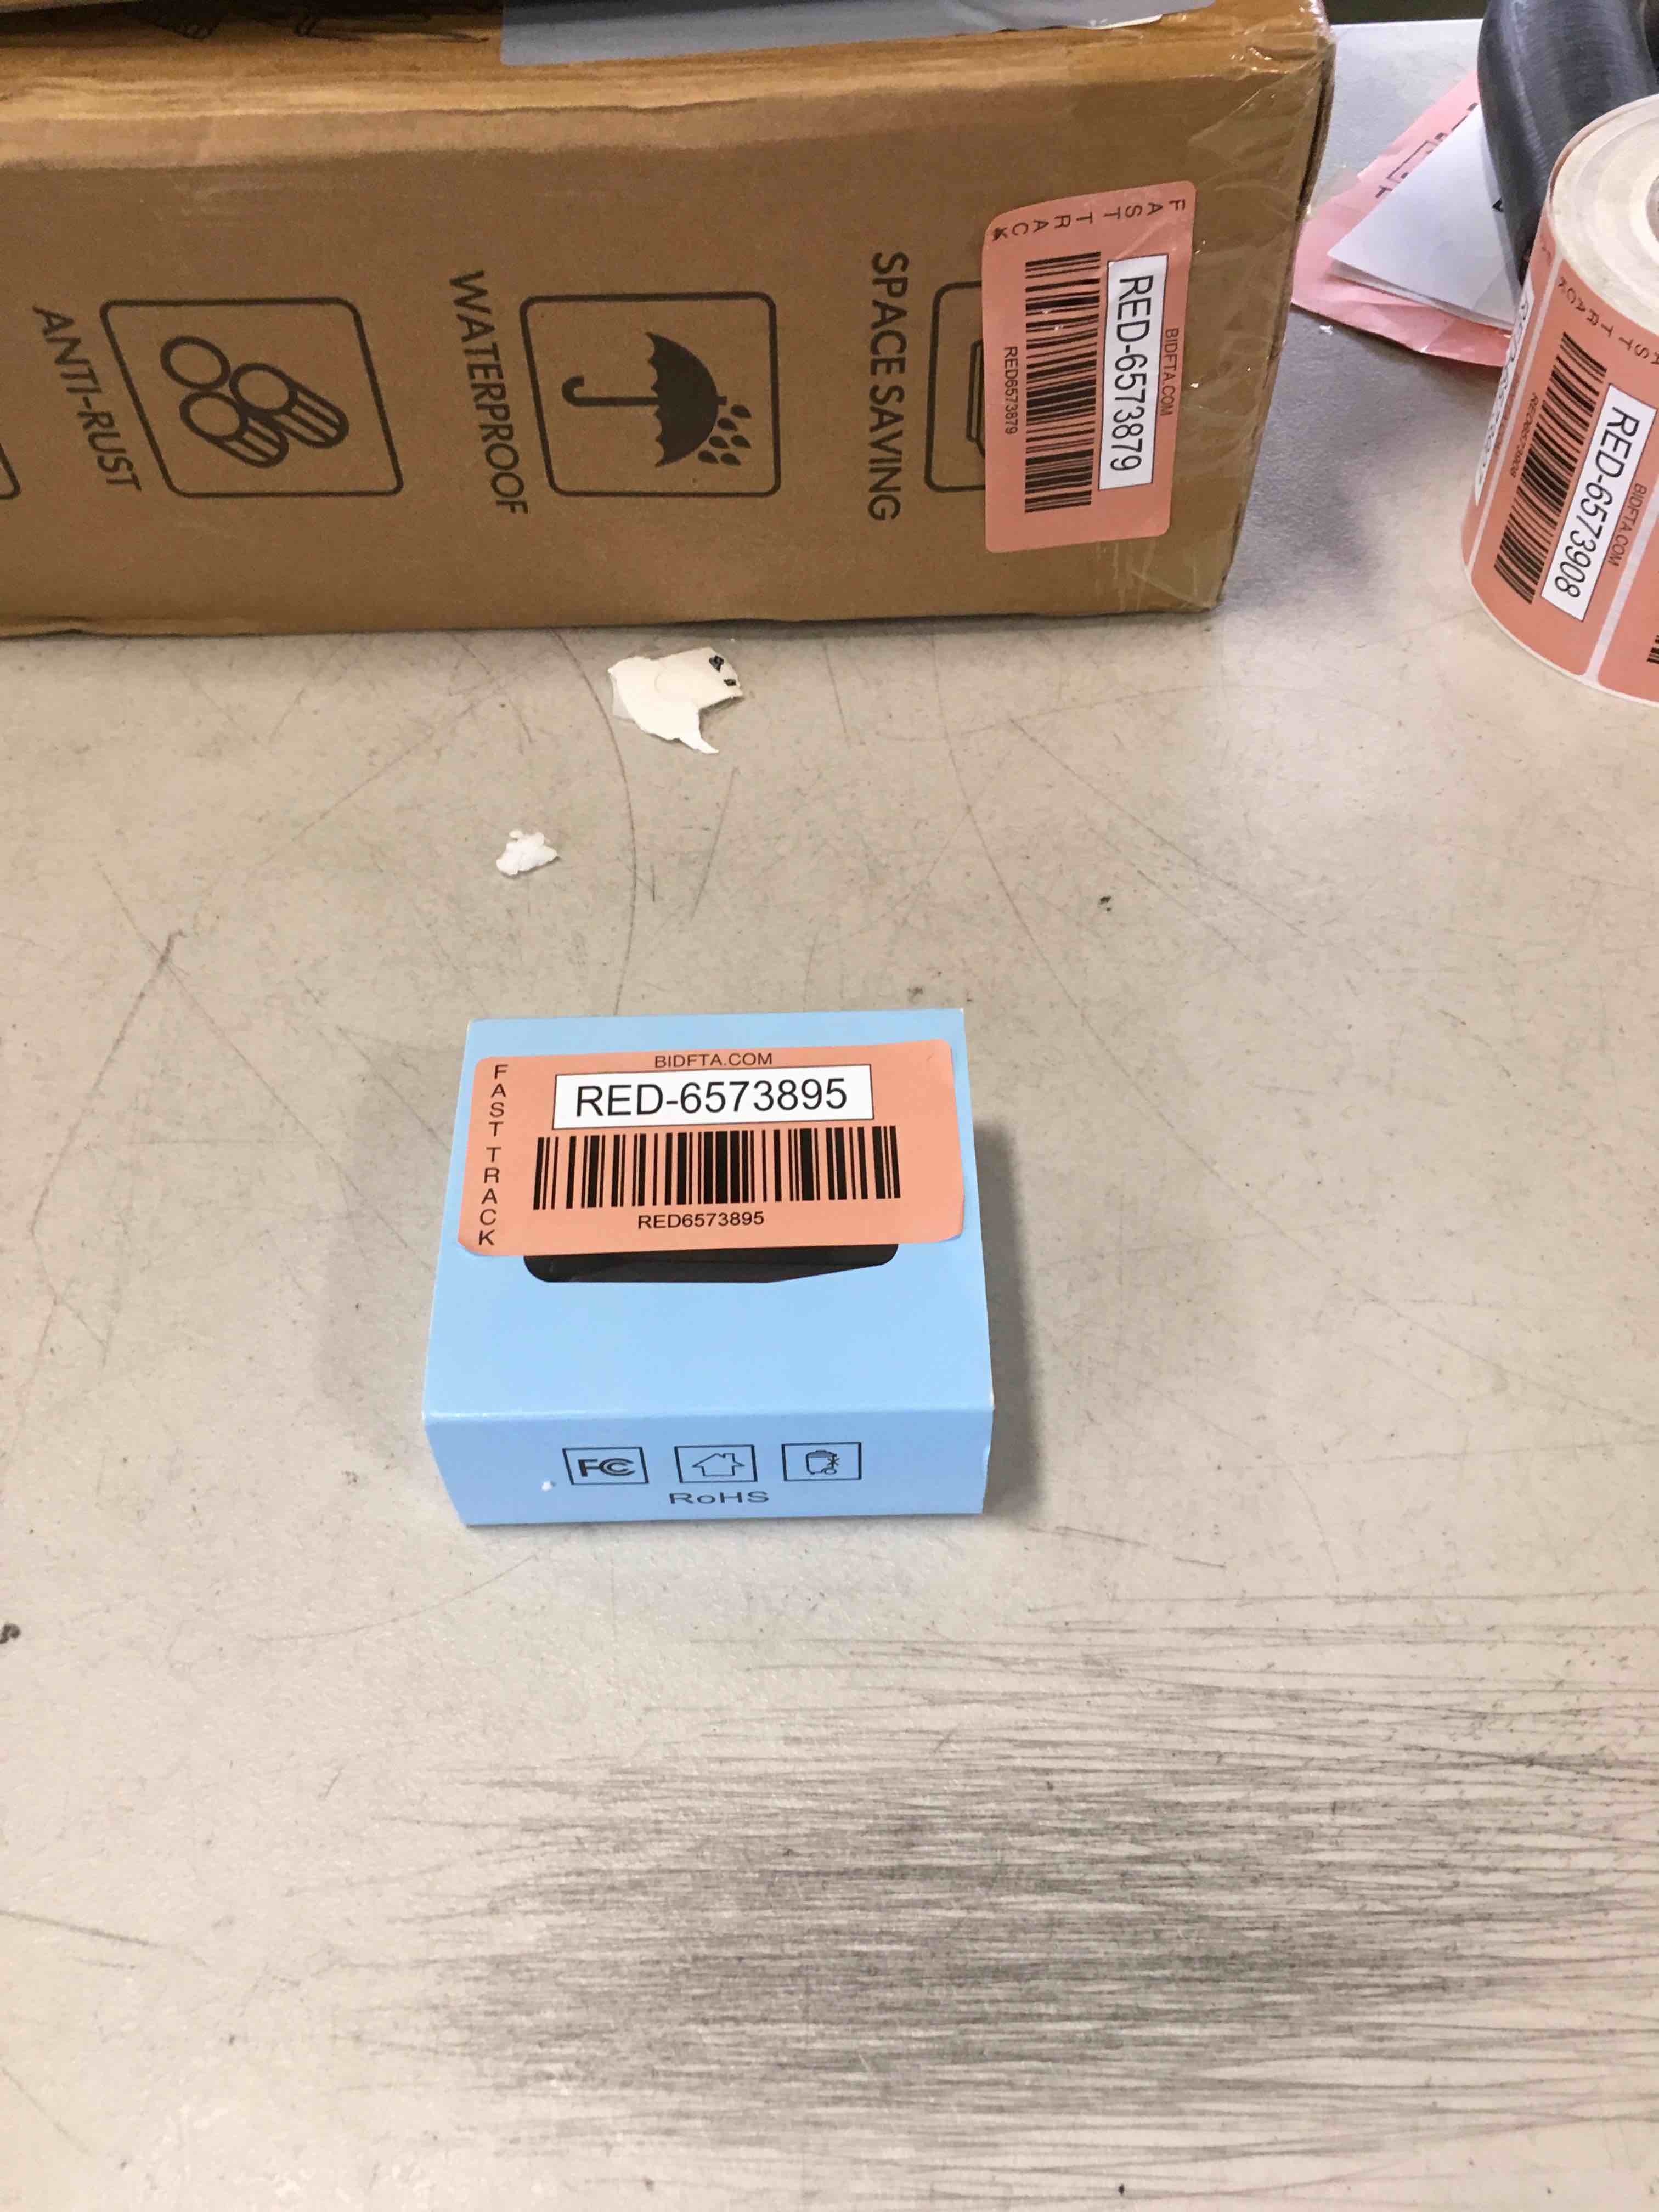 ANTI-RUST
WATERPROOF
SPACE SAVING
FAST TRACK
BIDFTA.COM
RED-6573879
RED6573879
BIDFTA.COM
RED-6573908
RED6573908
BIDFTA.COM
RED-6573895
RED6573895
FAST TRACK
FC
RoHS